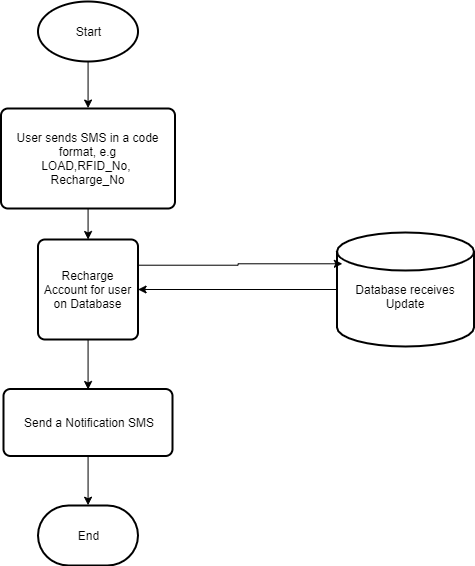 Start
User sends SMS in a code
format, e.g
LOAD,RFID_No,
Recharge_No
Recharge
Account for user
on Database
Database receives
Update
Send a Notification SMS
End